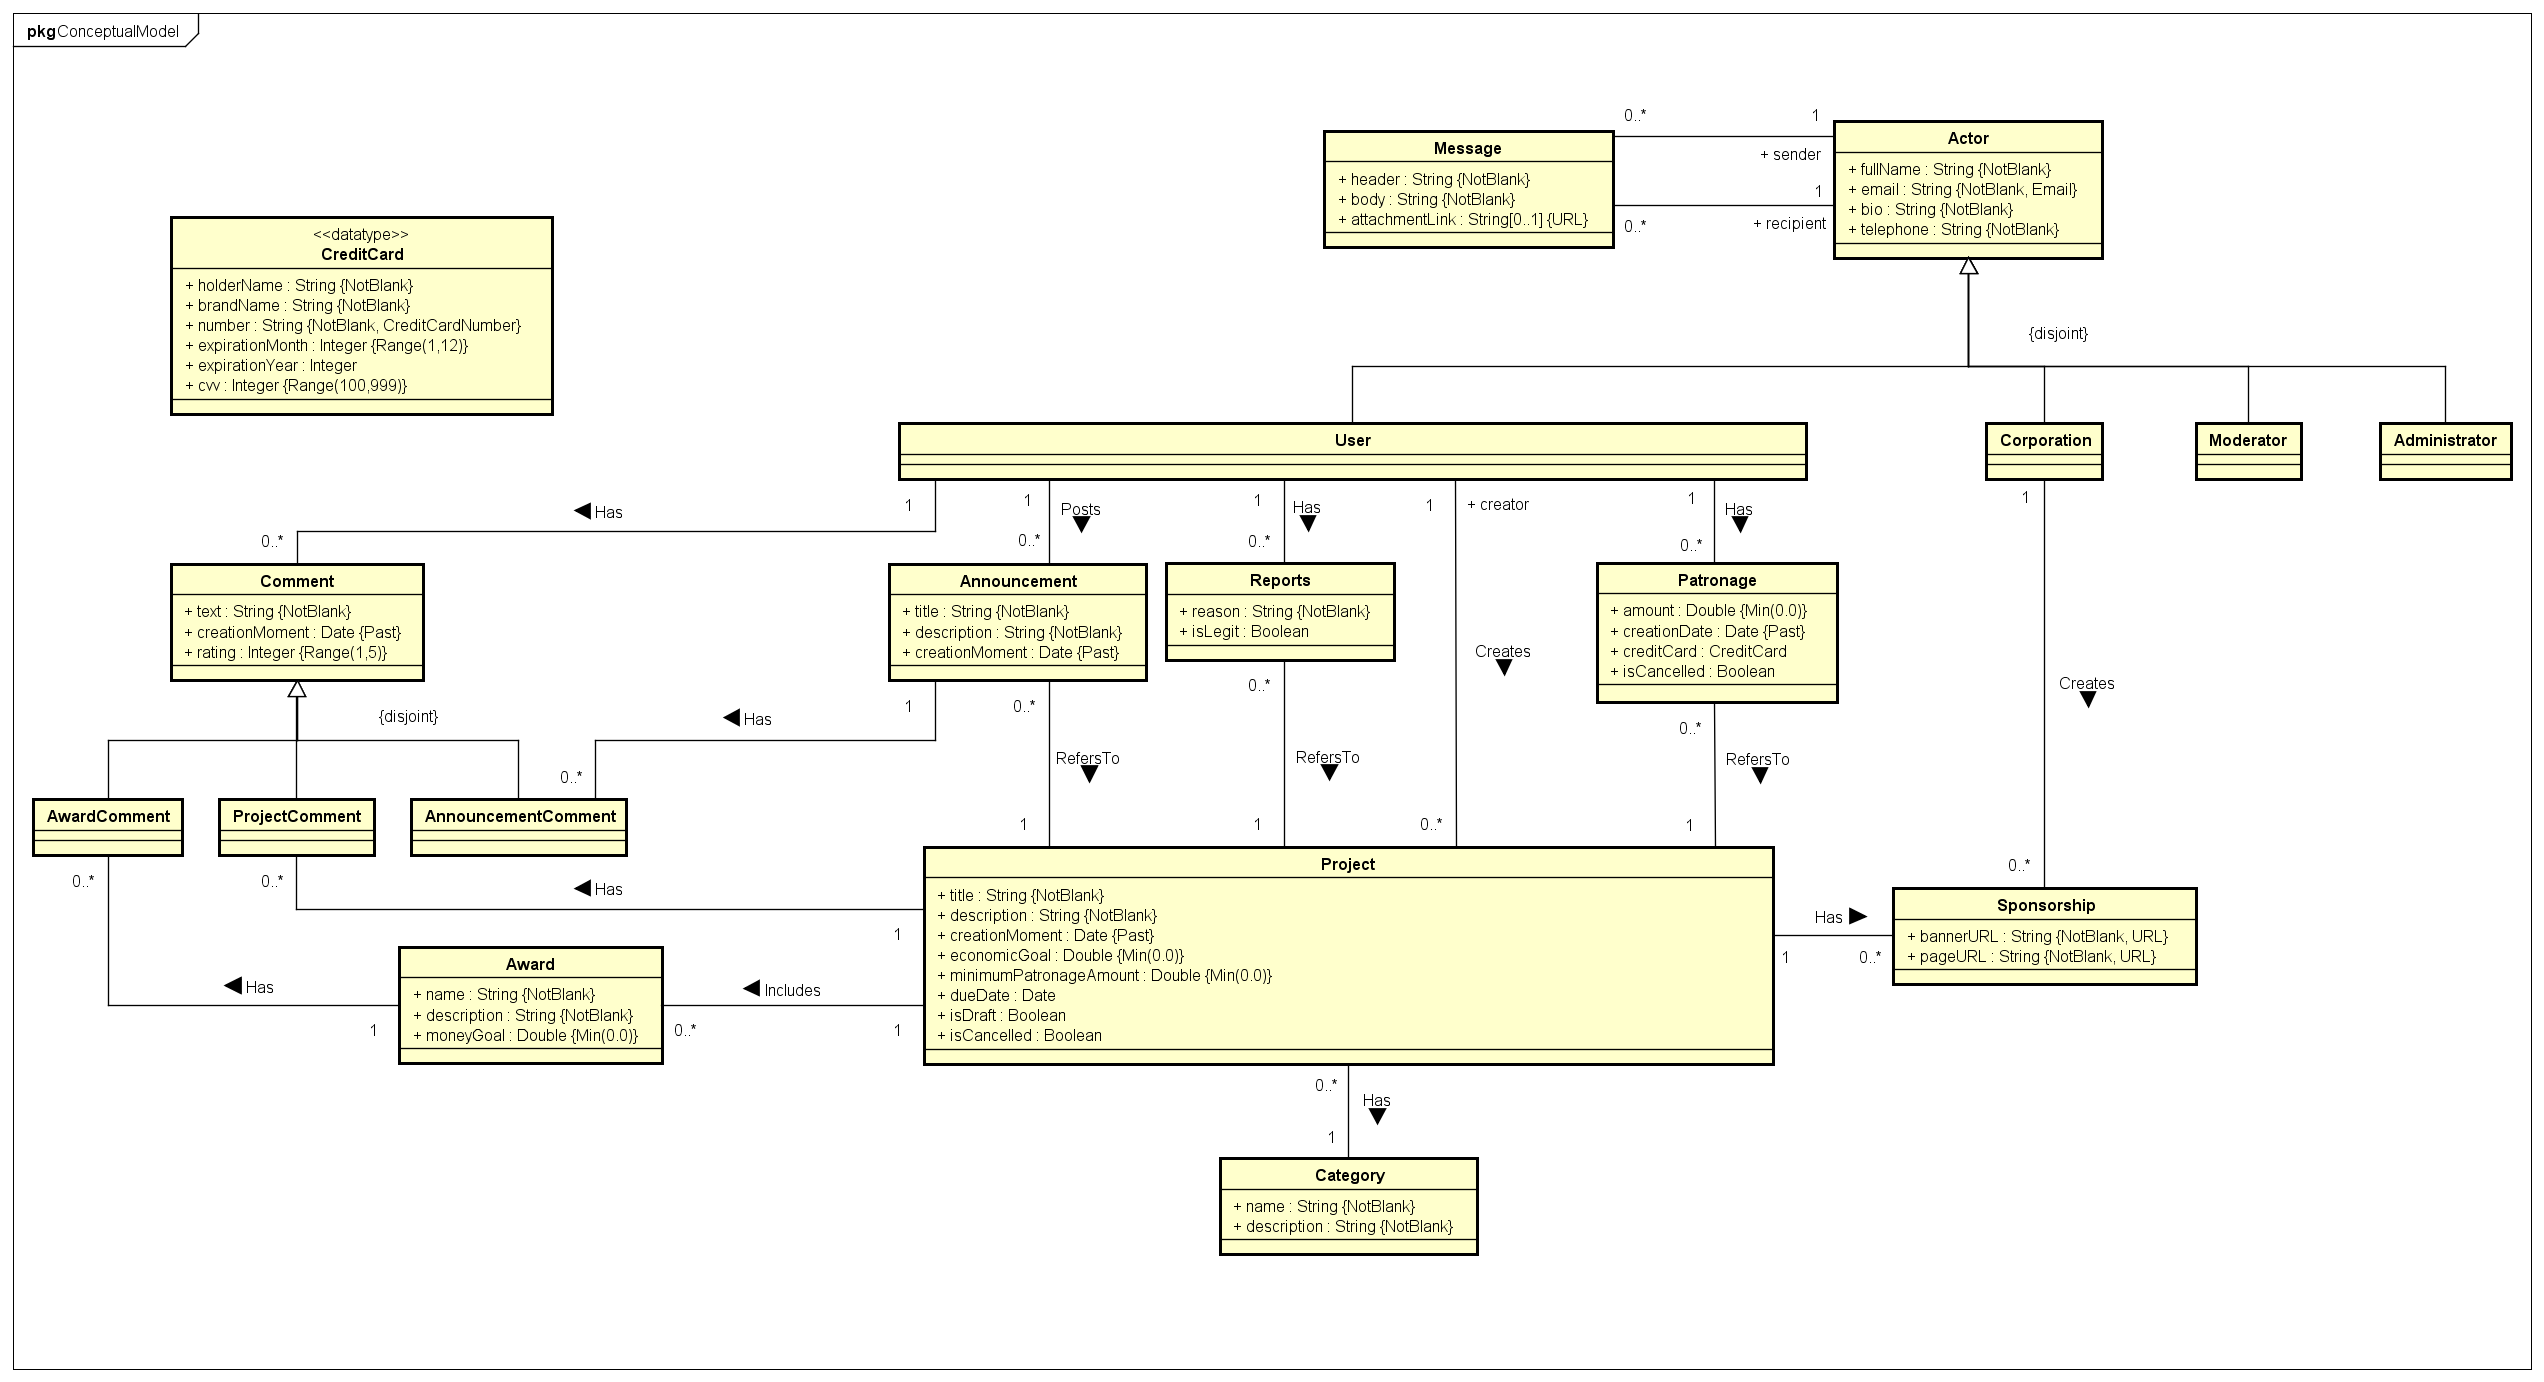 pkg ConceptualModel
0..*
1
Message
+ header : String {NotBlank}
+ body : String {NotBlank}
+ attachmentLink : String[0..1] {URL}
+ sender
1
0..*
+ recipient
Actor
+ fullName : String {NotBlank}
+ email : String {NotBlank, Email}
+ bio : String {NotBlank}
+ telephone : String {NotBlank}
<<datatype>>
CreditCard
+ holderName : String {NotBlank}
+ brandName : String {NotBlank}
+ number : String {NotBlank, CreditCardNumber}
+ expirationMonth : Integer {Range(1,12)}
+ expirationYear : Integer
+ cvv : Integer {Range(100,999)}
{disjoint}
User
Corporation
Moderator
Administrator
Has
1
0..*
1
Posts
0..*
1
Has
0..*
1
+ creator
1
Has
0..*
1
Comment
+ text : String {NotBlank}
+ creationMoment : Date {Past}
+ rating : Integer {Range(1,5)}
Announcement
+ title : String {NotBlank}
+ description : String {NotBlank}
+ creationMoment : Date {Past}
Reports
+ reason : String {NotBlank}
+ isLegit : Boolean
Patronage
+ amount : Double {Min(0.0)}
+ creationDate : Date {Past}
+ creditCard : CreditCard
+ isCancelled : Boolean
Creates
Creates
{disjoint}
Has
1
0..*
0..*
RefersTo
1
0..*
RefersTo
1
0..*
0..*
RefersTo
1
0..*
AwardComment
ProjectComment
AnnouncementComment
0..*
0..*
Has
1
Project
+ title : String {NotBlank}
+ description : String {NotBlank}
+ creationMoment : Date {Past}
+ economicGoal : Double {Min(0.0)}
+ minimumPatronageAmount : Double {Min(0.0)}
+ dueDate : Date
+ isDraft : Boolean
+ isCancelled : Boolean
Has
1
0..*
Sponsorship
+ bannerURL : String {NotBlank, URL}
+ pageURL : String {NotBlank, URL}
Has
1
Award
+ name : String {NotBlank}
+ description : String {NotBlank}
+ moneyGoal : Double {Min(0.0)}
Includes
0..*
1
0..*
Has
1
Category
+ name : String {NotBlank}
+ description : String {NotBlank}